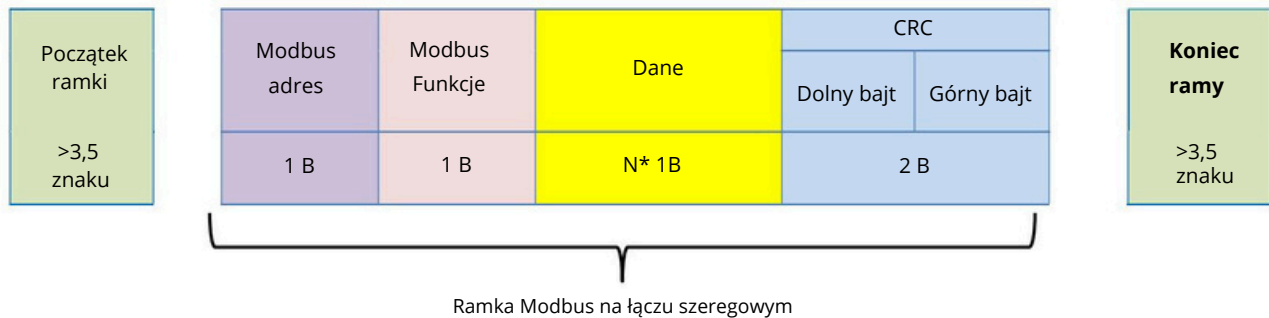 Początek
ramki
>3,5
znaku
Modbus
adres
1 B
Modbus
Funkcje
1 B
Dane
N* 1B
CRC
Dolny bajt
Górny bajt
2 B
Koniec
ramy
>3,5
znaku
Ramka Modbus na łączu szeregowym